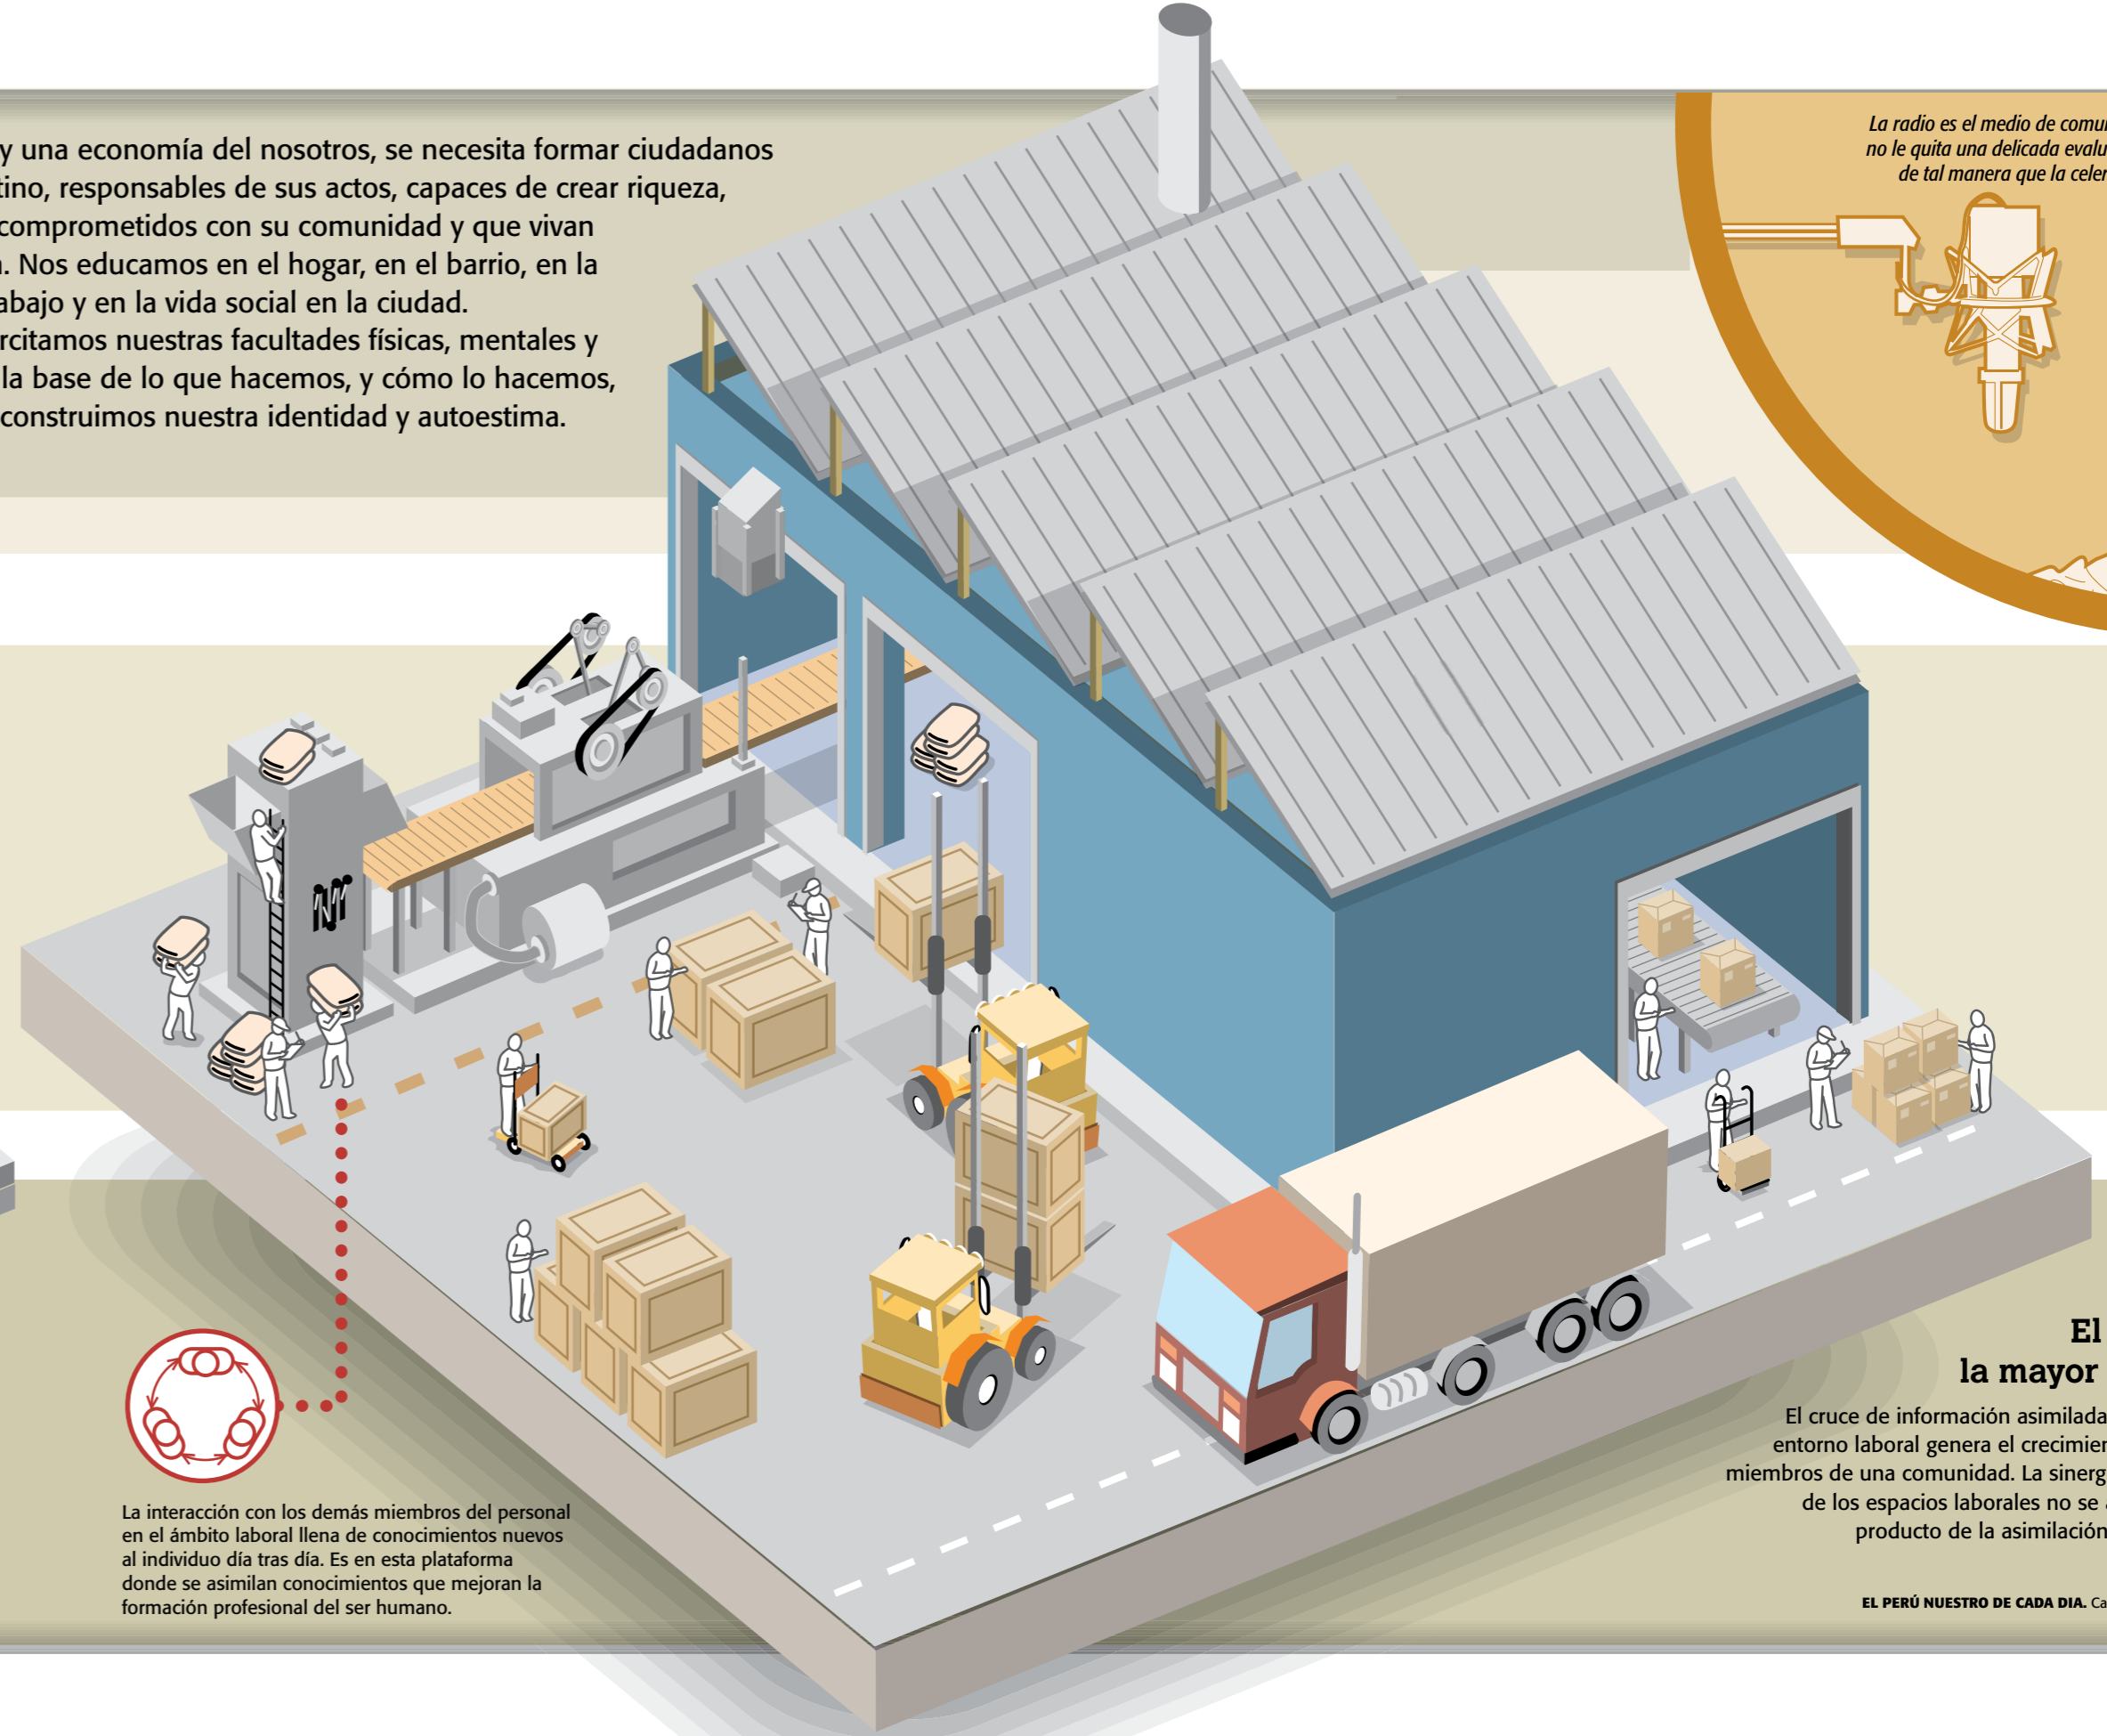 y una economía del nosotros, se necesita formar ciudadanos
tino, responsables de sus actos, capaces de crear riqueza,
comprometidos con su comunidad y que vivan
. Nos educamos en el hogar, en el barrio, en la
abajo y en la vida social en la ciudad.
rcitamos nuestras facultades físicas, mentales y
la base de lo que hacemos, y cómo lo hacemos,
construimos nuestra identidad y autoestima.
La radio es el medio de comu
no le quita una delicada evalu
de tal manera que la celer
La interacción con los demás miembros del personal
en el ámbito laboral llena de conocimientos nuevos
al individuo día tras día. Es en esta plataforma
donde se asimilan conocimientos que mejoran la
formación profesional del ser humano.
El
la mayor
El cruce de información asimilada
entorno laboral genera el crecimien
miembros de una comunidad. La sinerg
de los espacios laborales no se
producto de la asimilación
EL PERÚ NUESTRO DE CADA DIA. Ca